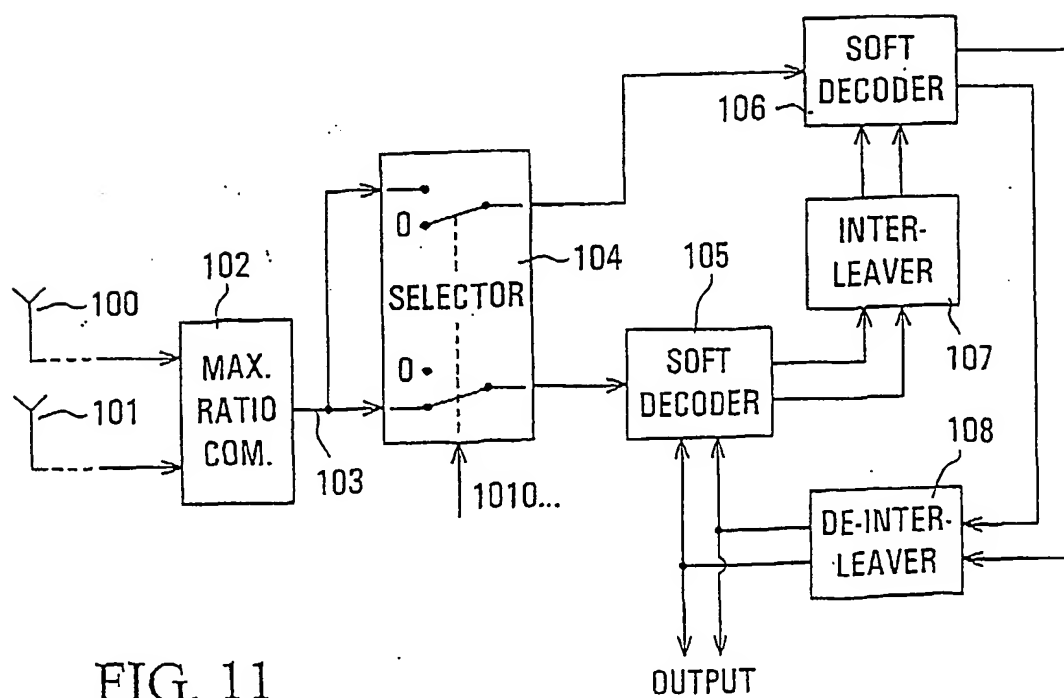 SOFT
DECODER
106
INTER-
LEAVER
107
0
SELECTOR
104
0
1010...
102
MAX.
RATIO
COM.
100
101
103
105
SOFT
DECODER
108
DE-INTER-
LEAVER
OUTPUT
FIG. 11